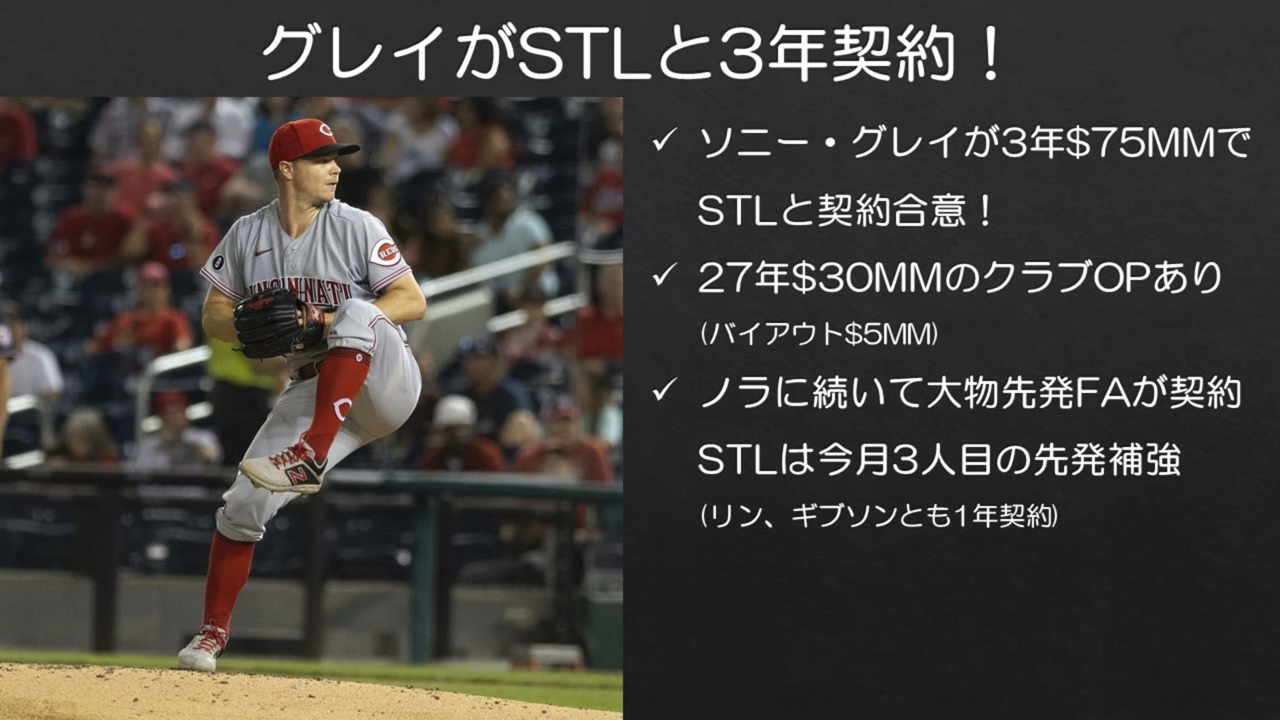 グレイがSTLと3年契約！
✓ ソニー・グレイが3年$75MMで
STLと契約合意！
✓ 27年$30MMのクラブOPあり
(バイアウト$5MM)
✓ ノラに続いて大物先発FAが契約
STLは今月3人目の先発補強
(リン、ギブソンとも1年契約)
REDS
CINCINNATI